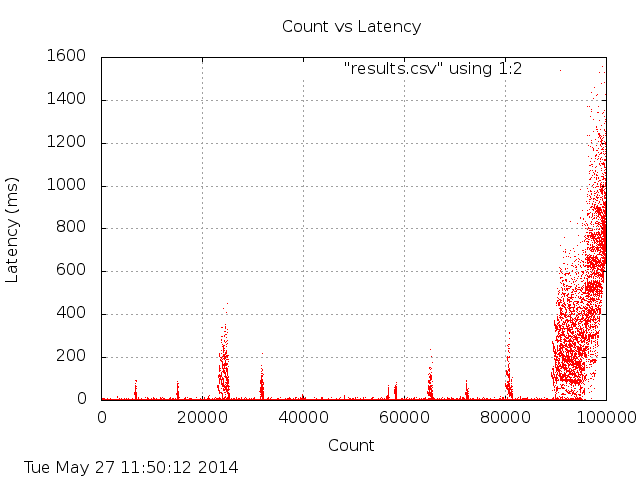 Count vs Latency
"results.csv" using 1:2
1600
1400
1200
1000
800
600
400
200
0
Latency (ms)
0 20000 40000 60000 80000 100000
Count
Tue May 27 11:50:12 2014